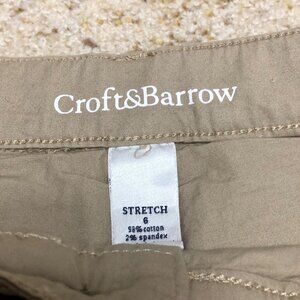 Croft&Barrow
STRETCH
6
98% cotton
2% spandex